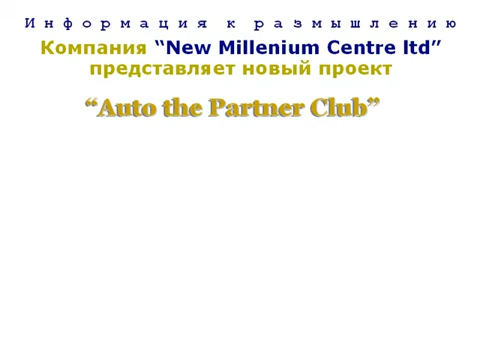 Информация к размышлению
Компания “New Millenium Centre ltd”
представляет новый проект
“Auto the Partner Club”